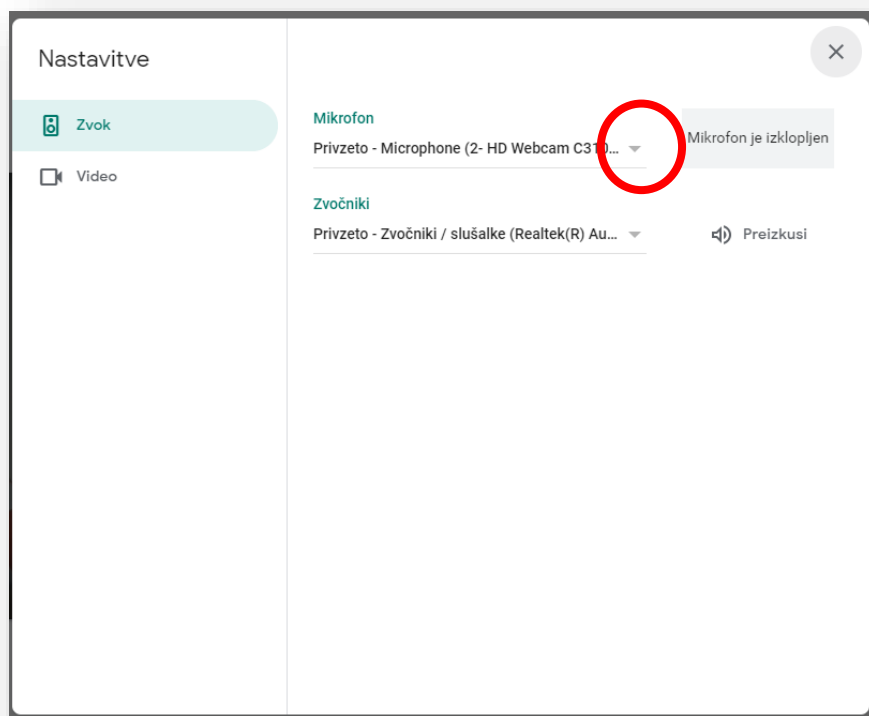 Nastavitve
Zvok
Video
Mikrofon
Privzeto - Microphone (2- HD Webcam C310...
Mikrofon je izklopljen
Zvočniki
Privzeto - Zvočniki / slušalke (Realtek(R) Au...
Preizkusi